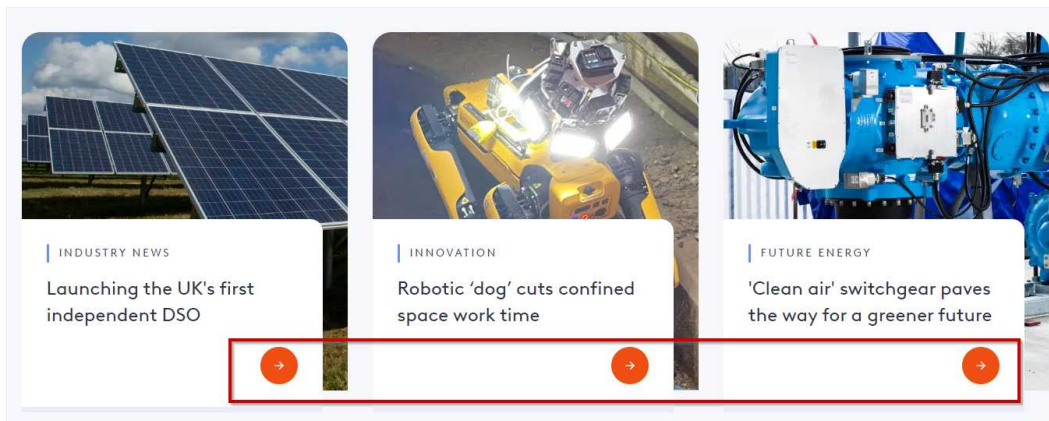 INDUSTRY NEWS
Launching the UK's first
independent DSO
INNOVATION
Robotic ‘dog’ cuts confined
space work time
FUTURE ENERGY
'Clean air' switchgear paves
the way for a greener future